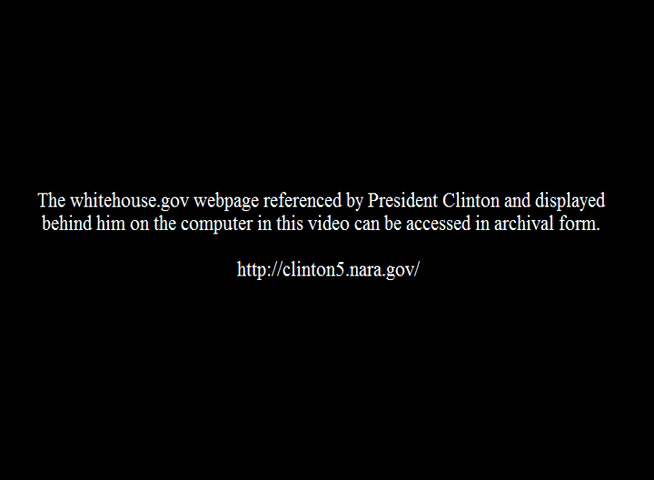 The whitehouse.gov webpage referenced by President Clinton and displayed
behind him on the computer in this video can be accessed in archival form.
http://clinton5.nara.gov/